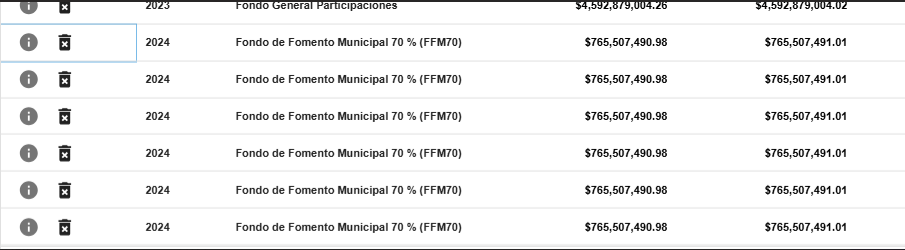 2023 Fondo General Participaciones $4,592,879,004.26 $4,592,879,004.02
2024 Fondo de Fomento Municipal 70 % (FFM70) $765,507,490.98 $765,507,491.01
2024 Fondo de Fomento Municipal 70 % (FFM70) $765,507,490.98 $765,507,491.01
2024 Fondo de Fomento Municipal 70 % (FFM70) $765,507,490.98 $765,507,491.01
2024 Fondo de Fomento Municipal 70 % (FFM70) $765,507,490.98 $765,507,491.01
2024 Fondo de Fomento Municipal 70 % (FFM70) $765,507,490.98 $765,507,491.01
2024 Fondo de Fomento Municipal 70 % (FFM70) $765,507,490.98 $765,507,491.01